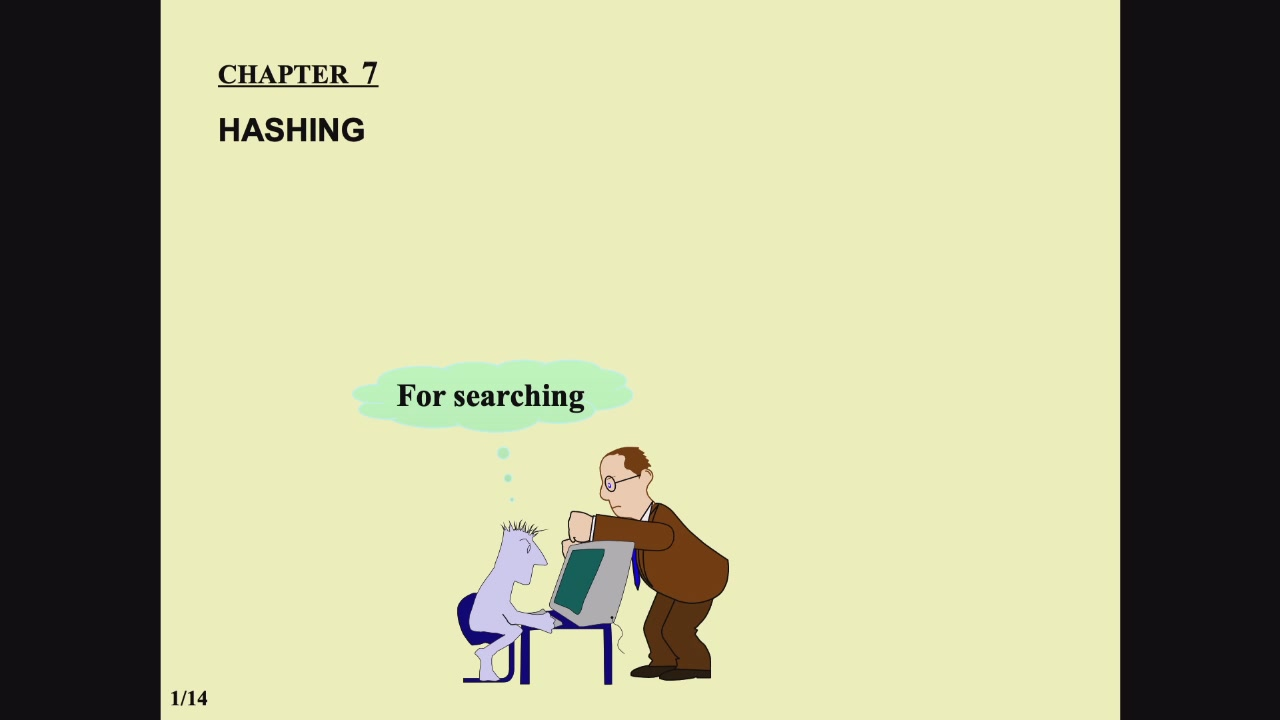 CHAPTER 7
HASHING
For searching
1/14